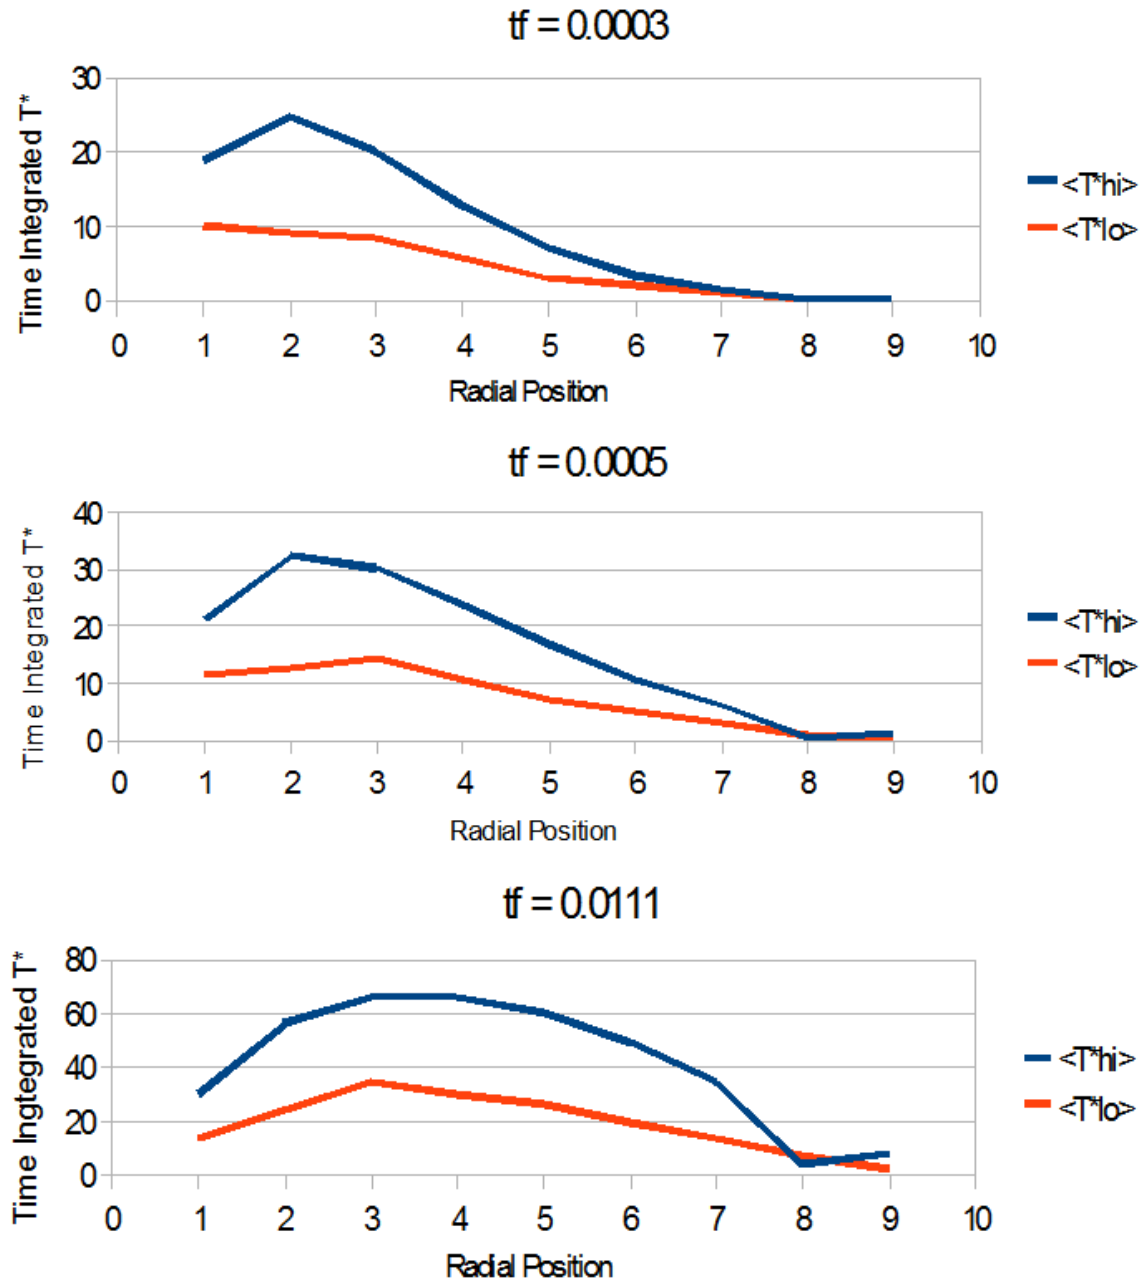 tf = 0.0003
Time Integrated T*
30
20
10
0
0 1 2 3 4 5 6 7 8 9 10
Radial Position
<T*hi>
<T*lo>
tf = 0.0005
Time Integrated T*
40
30
20
10
0
0 1 2 3 4 5 6 7 8 9 10
Radial Position
<T*hi>
<T*lo>
tf = 0.0111
Time Ingtegrated T*
80
60
40
20
0
0 1 2 3 4 5 6 7 8 9 10
Radial Position
<T*hi>
<T*lo>